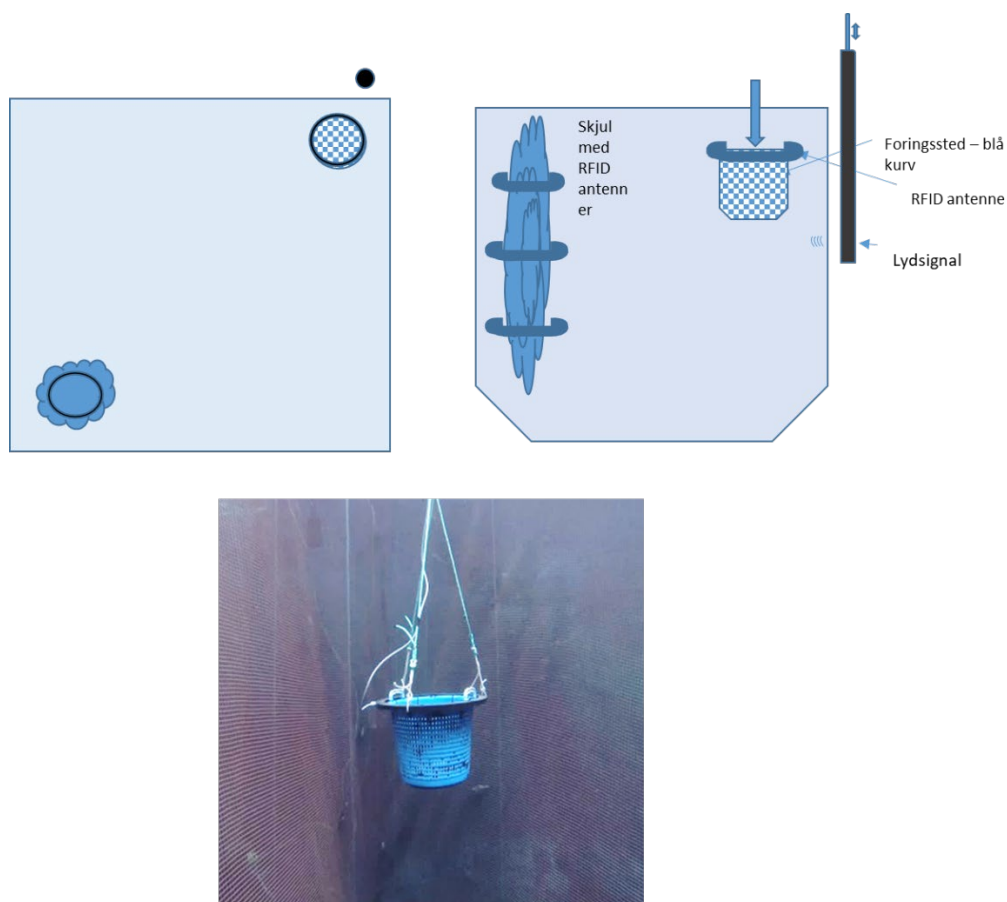 Skjul
med
RFID
antenn
er
Foringssted – blå
kurv
RFID antenne
Lydsignal